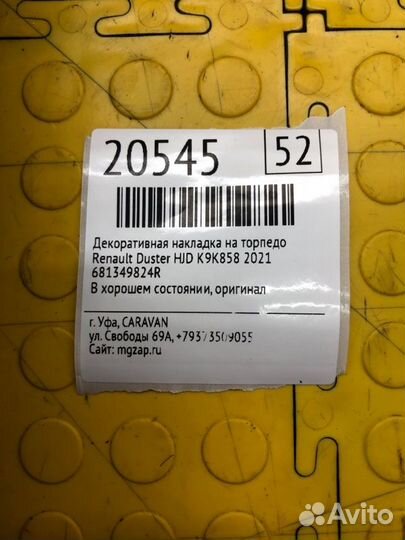 20545 52
Декоративная накладка на торпедо
Renault Duster HJD K9K858 2021
681349824R
В хорошем состоянии, оригинал
г. Уфа, CARAVAN
ул. Свободы 69А, +79373509055
Сайт: mgzap.ru
Avito